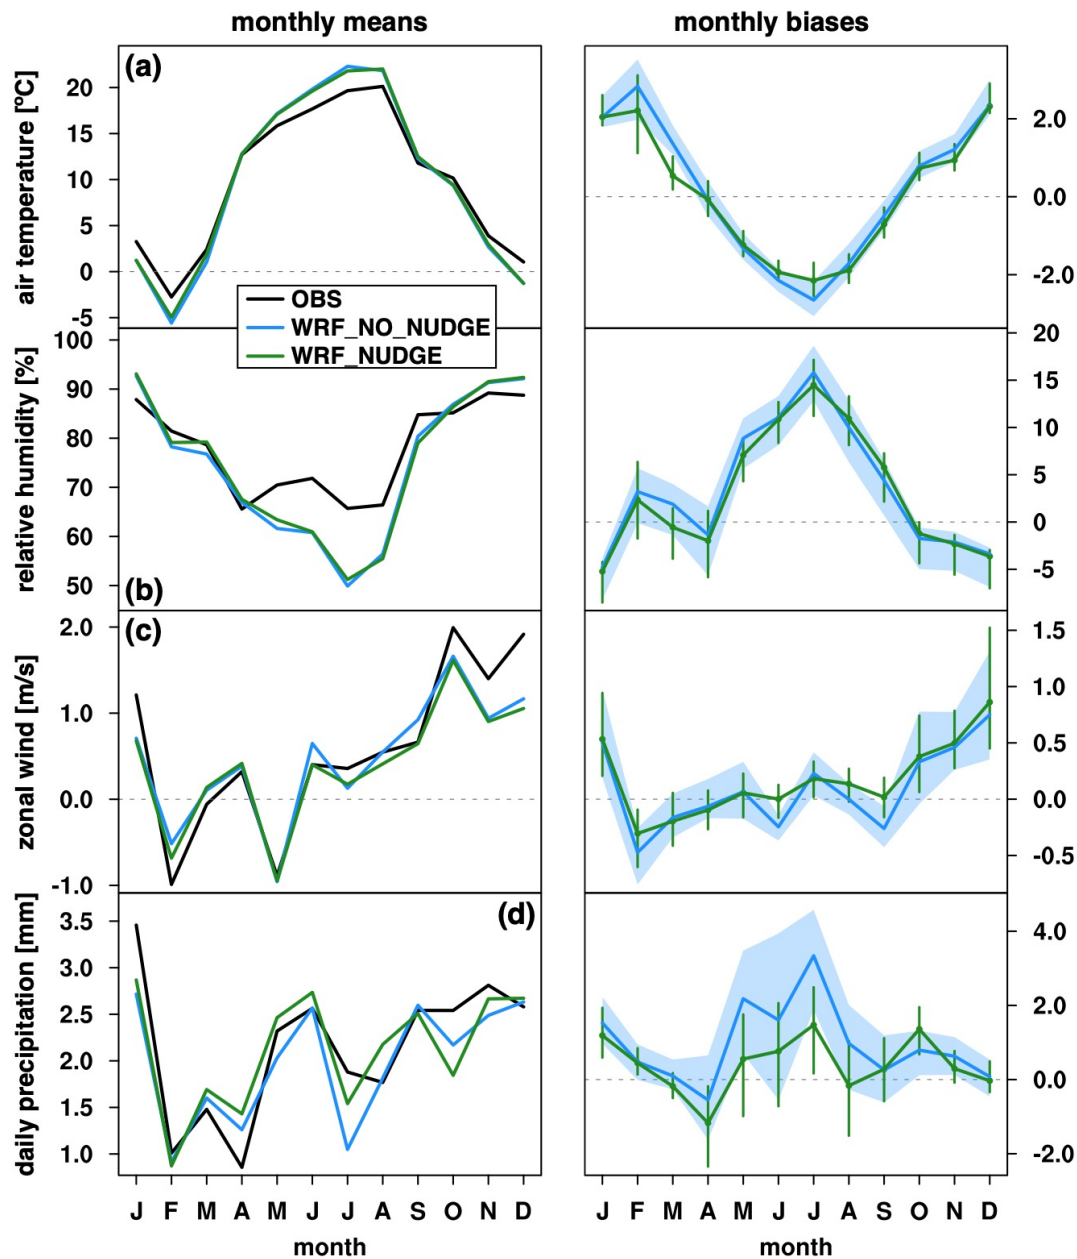 monthly means
monthly biases
(a)
air temperature [ºC]
20
15
10
5
0
-5
2.0
0.0
-2.0
OBS
WRF_NO_NUDGE
WRF_NUDGE
relative humidity [%]
100
90
80
70
60
50
(b)
20
15
10
5
0
-5
(c)
zonal wind [m/s]
2.0
1.0
0.0
-1.0
1.5
1.0
0.5
0.0
-0.5
(d)
daily precipitation [mm]
3.5
3.0
2.5
2.0
1.5
1.0
4.0
2.0
0.0
-2.0
J F M A M J J A S O N D
month
J F M A M J J A S O N D
month